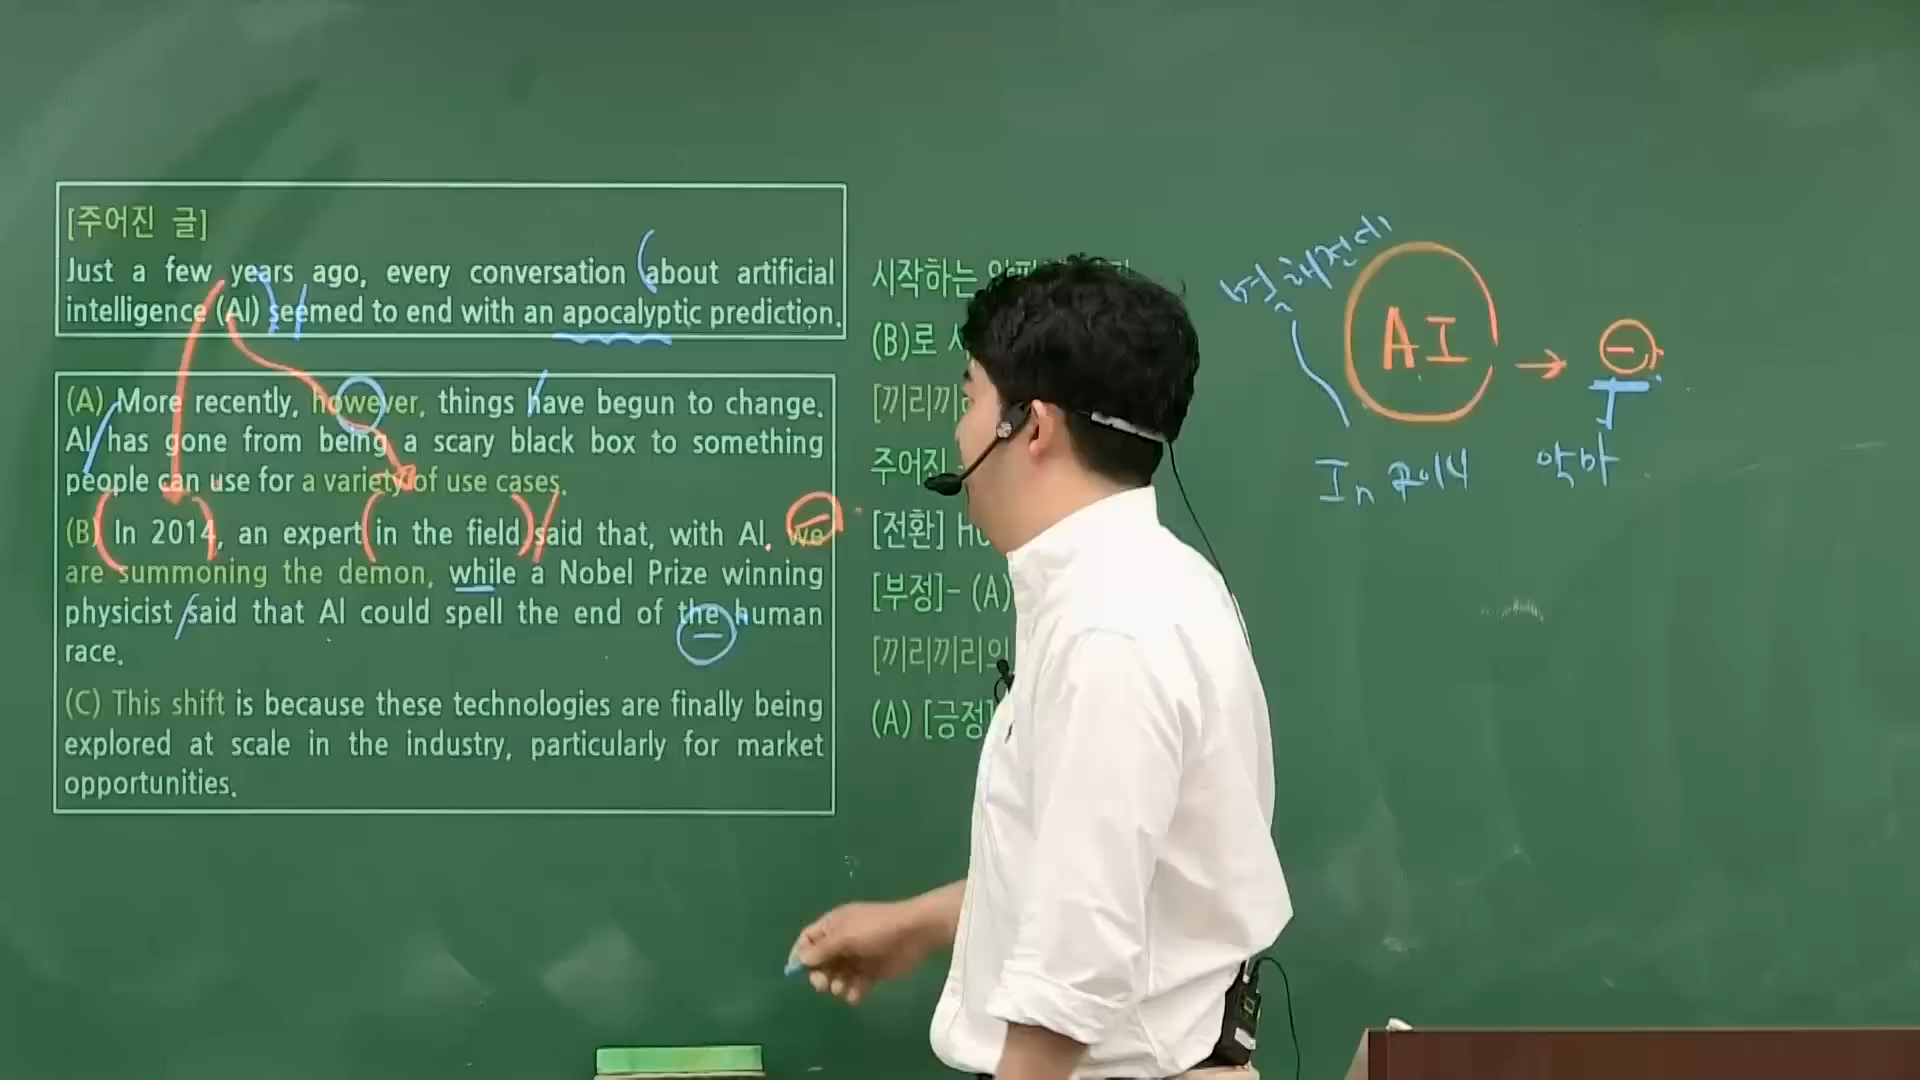 [주어진 글]
Just a few years ago, every conversation about artificial
intelligence (AI) seemed to end with an apocalyptic prediction.
(A) More recently, however, things have begun to change.
AI has gone from being a scary black box to something
people can use for a variety of use cases.
(B) In 2014, an expert in the field said that, with AI, we
are summoning the demon, while a Nobel Prize winning
physicist said that AI could spell the end of the human
race.
(C) This shift is because these technologies are finally being
explored at scale in the industry, particularly for market
opportunities.
시작하는
(B)로
[끼리끼리
주어진
[전환]
[부정]- (A)
[끼리끼리의
(A) [긍정]
몇 해 전에
AI → -
In 2014
악마